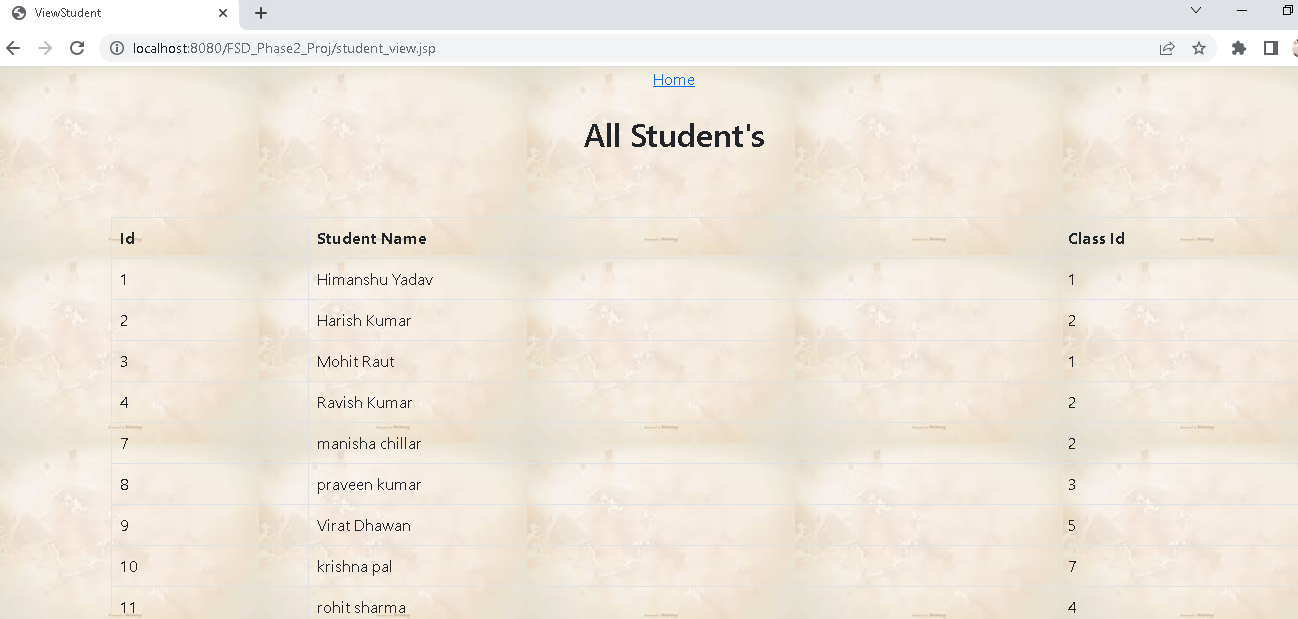 ViewStudent
localhost:8080/FSD_Phase2_Proj/student_view.jsp
Home
All Student's
Id Student Name Class Id
1 Himanshu Yadav 1
2 Harish Kumar 2
3 Mohit Raut 1
4 Ravish Kumar 2
7 manisha chillar 2
8 praveen kumar 3
9 Virat Dhawan 5
10 krishna pal 7
11 rohit sharma 4